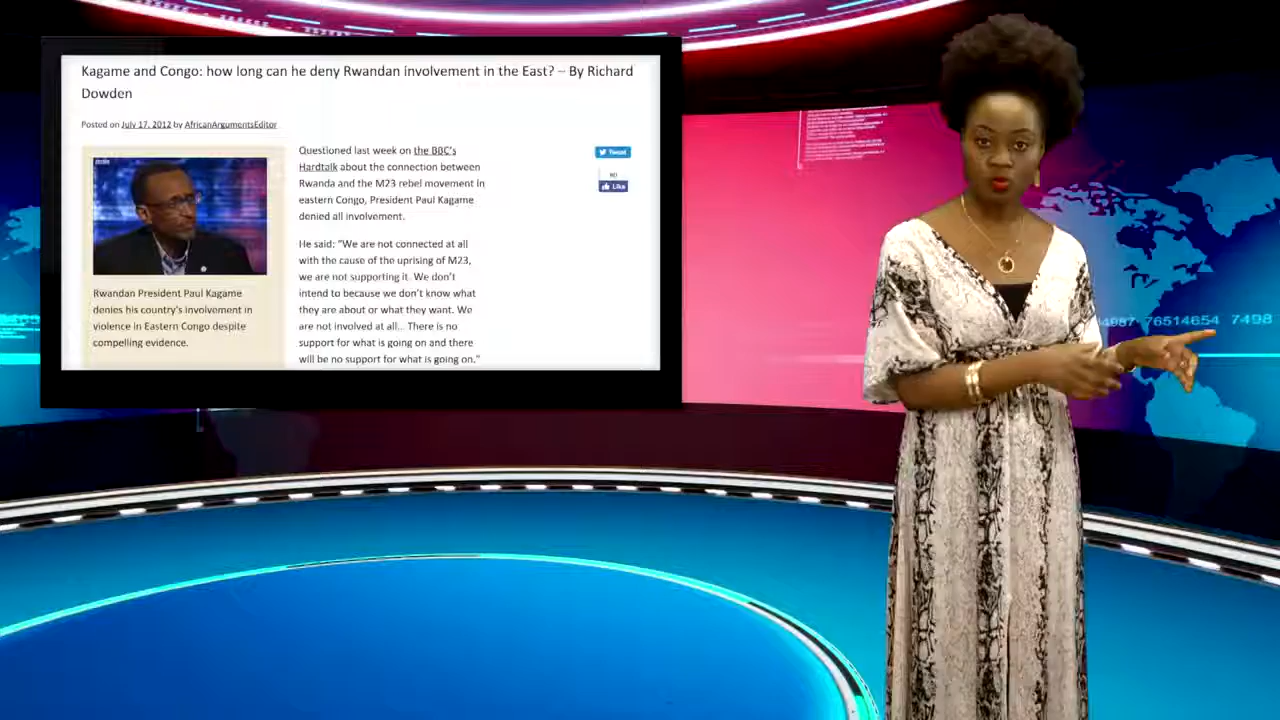 Kagame and Congo: how long can he deny Rwandan involvement in the East? – By Richard
Dowden
Posted on July 17, 2012 by AfricanArgumentsEditor
Questioned last week on the BBC's
Hardtalk about the connection between
Rwanda and the M23 rebel movement in
eastern Congo, President Paul Kagame
denied all involvement.
He said: “We are not connected at all
with the cause of the uprising of M23,
we are not supporting it. We don't
intend to because we don't know what
they are about or what they want. We
are not involved at all... There is no
support for what is going on and there
will be no support for what is going on.”
Rwandan President Paul Kagame
denies his country's involvement in
violence in Eastern Congo despite
compelling evidence.
Tweet
Like
76514654 7498